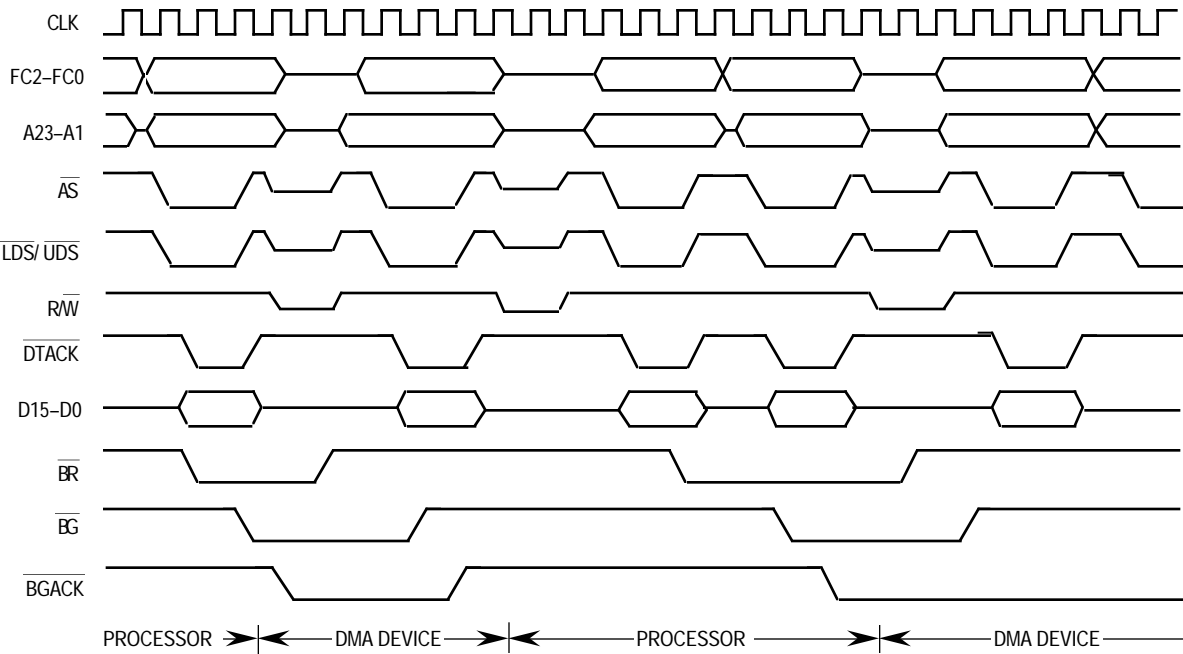 CLK
FC2–FC0
A23–A1
AS
LDS/ UDS
R/W
DTACK
D15–D0
BR
BG
BGACK
PROCESSOR DMA DEVICE PROCESSOR DMA DEVICE